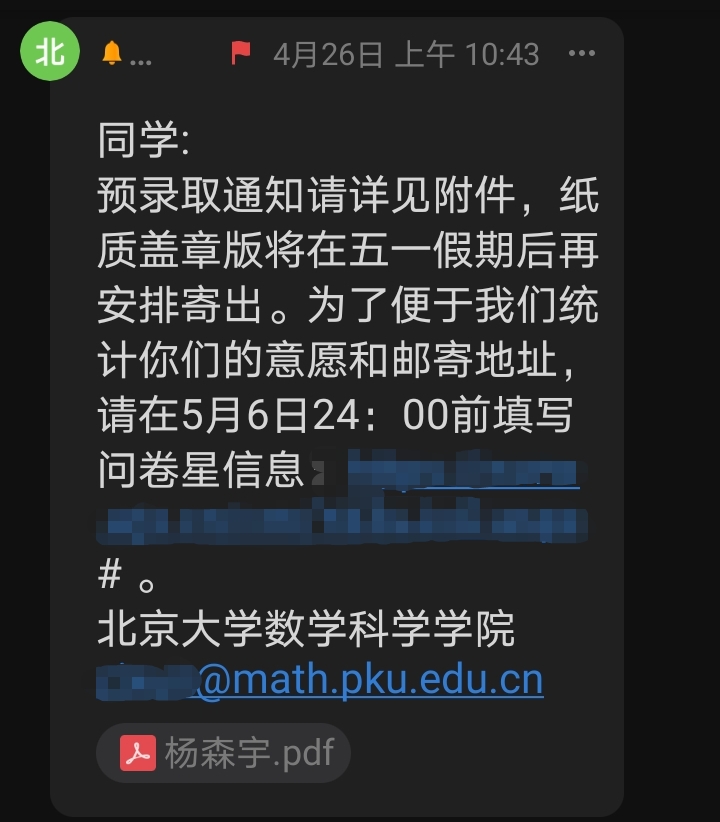 北
... 4月26日 上午 10:43 ...
同学:
预录取通知请详见附件，纸
质盖章版将在五一假期后再
安排寄出。为了便于我们统
计你们的意愿和邮寄地址，
请在5月6日24：00前填写
问卷星信息
# 。
北京大学数学科学学院
@math.pku.edu.cn
杨森宇.pdf